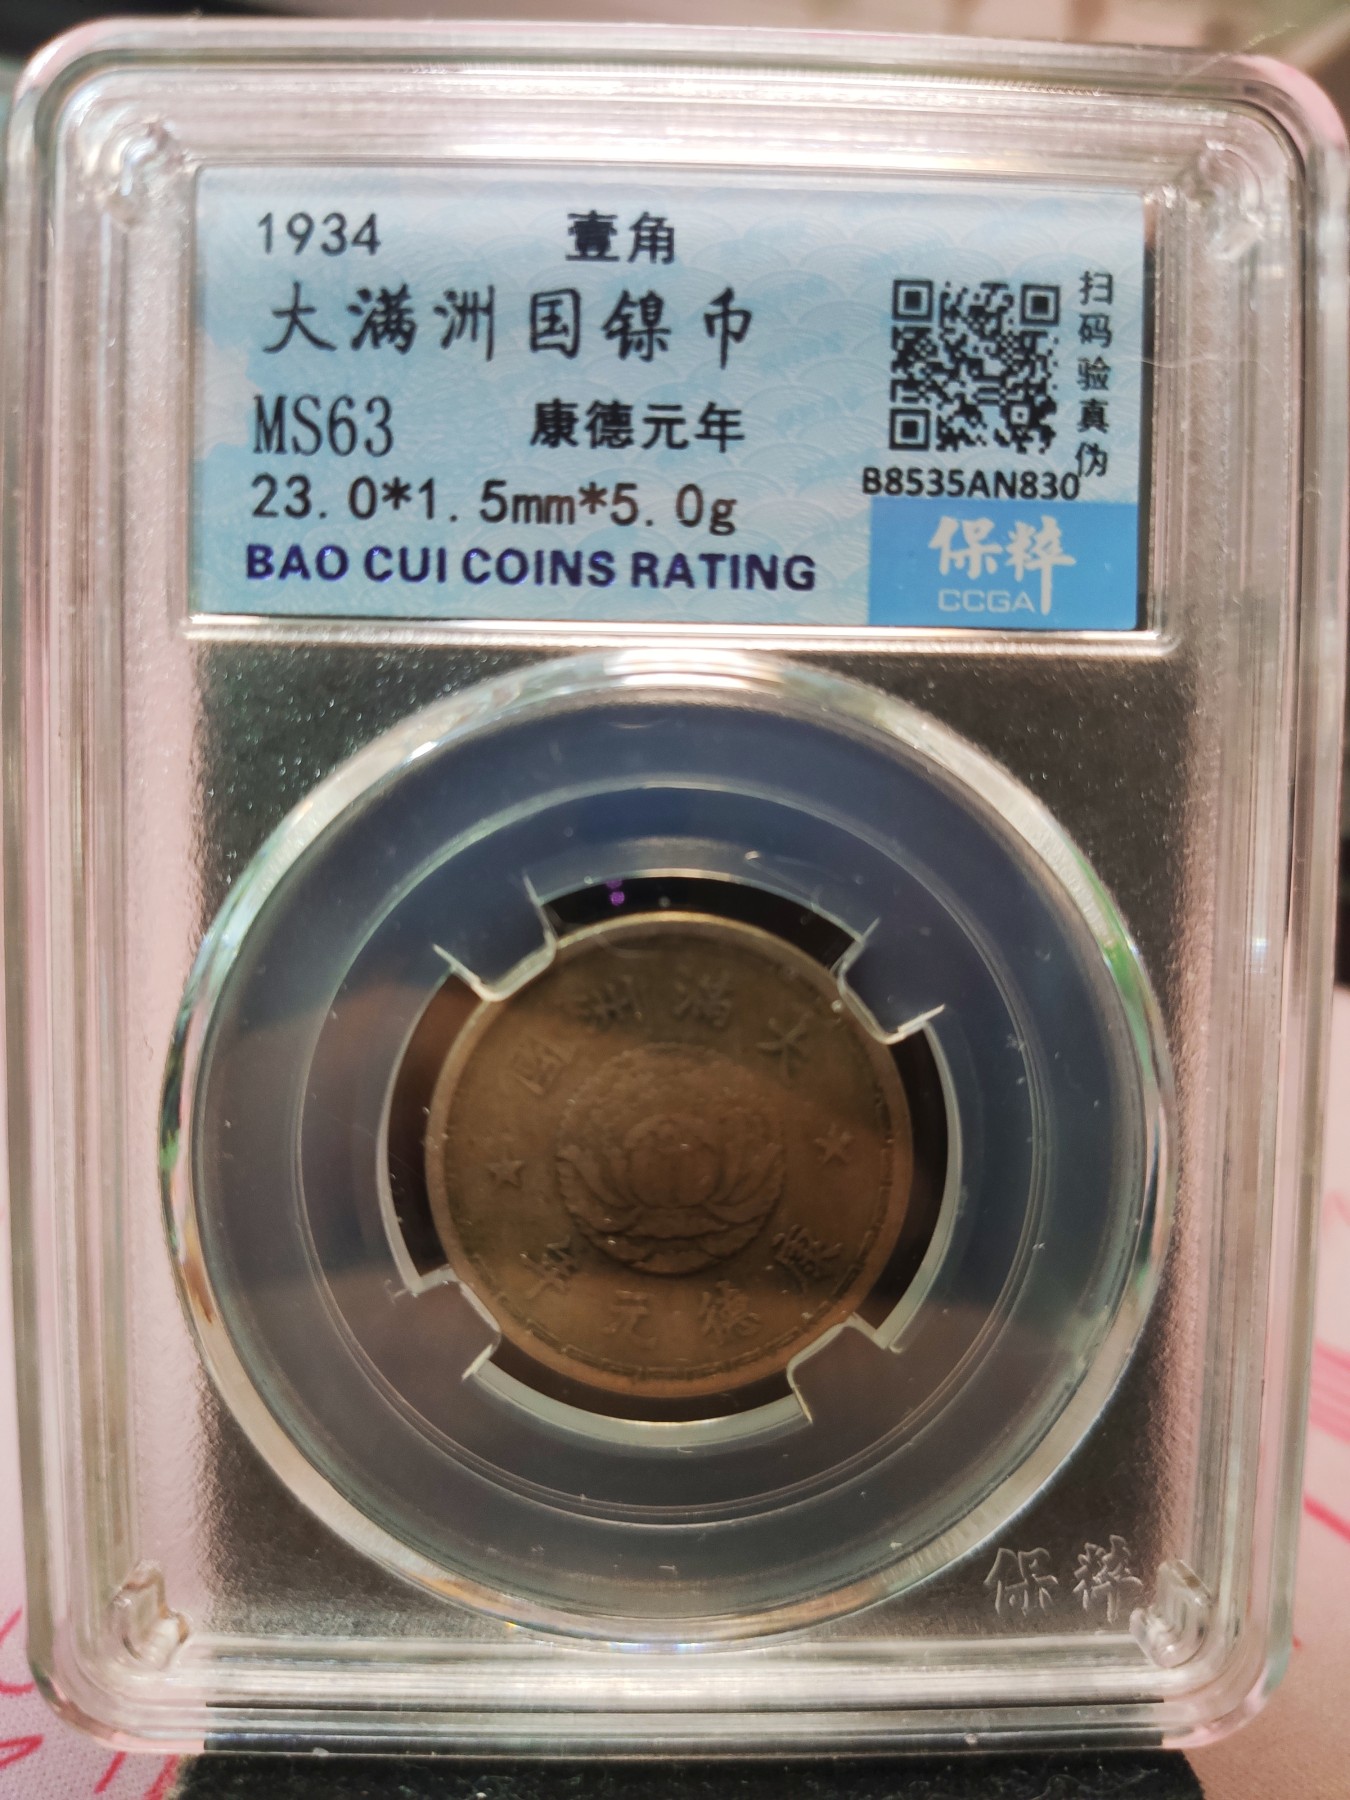 1934 壹角
大满洲国镍币
MS63 康德元年
23.0*1.5mm*5.0g
BAO CUI COINS RATING
扫码验真伪
B8535AN830
保粹
CCGA
大滿洲國
康德元年
保粹